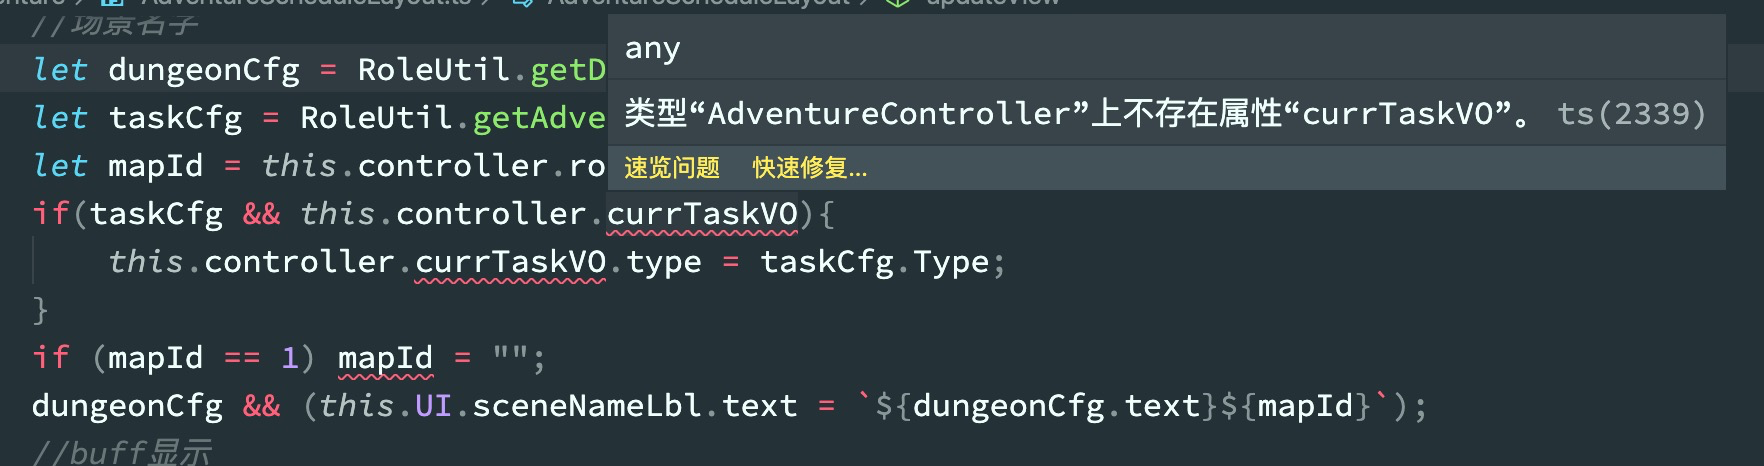 AdventureScheduleLayout.ts
AdventureScheduleLayout
updateView
//场景名字
let dungeonCfg = RoleUtil.getD
let taskCfg = RoleUtil.getAdve
let mapId = this.controller.ro
any
类型“AdventureController”上不存在属性“currTaskVO”。 ts(2339)
速览问题 快速修复...
if(taskCfg && this.controller.currTaskVO){
this.controller.currTaskVO.type = taskCfg.Type;
}
if (mapId == 1) mapId = "";
dungeonCfg && (this.UI.sceneNameLbl.text = `${dungeonCfg.text}${mapId}`);
//buff显示